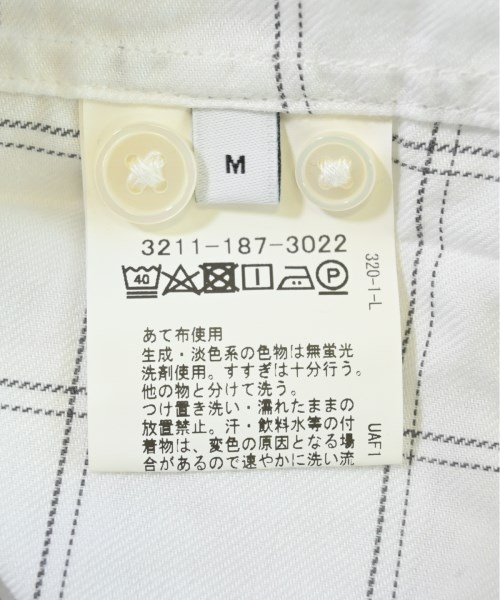 M
3211-187-3022
40 P
あて布使用
生成・淡色系の色物は無蛍光
洗剤使用。すすぎは十分行う。
他の物と分けて洗う。
つけ置き洗い・濡れたままの
放置禁止。汗・飲料水等の付
着物は、変色の原因となる場
合があるので速やかに洗い流
320-1-L
UAF1